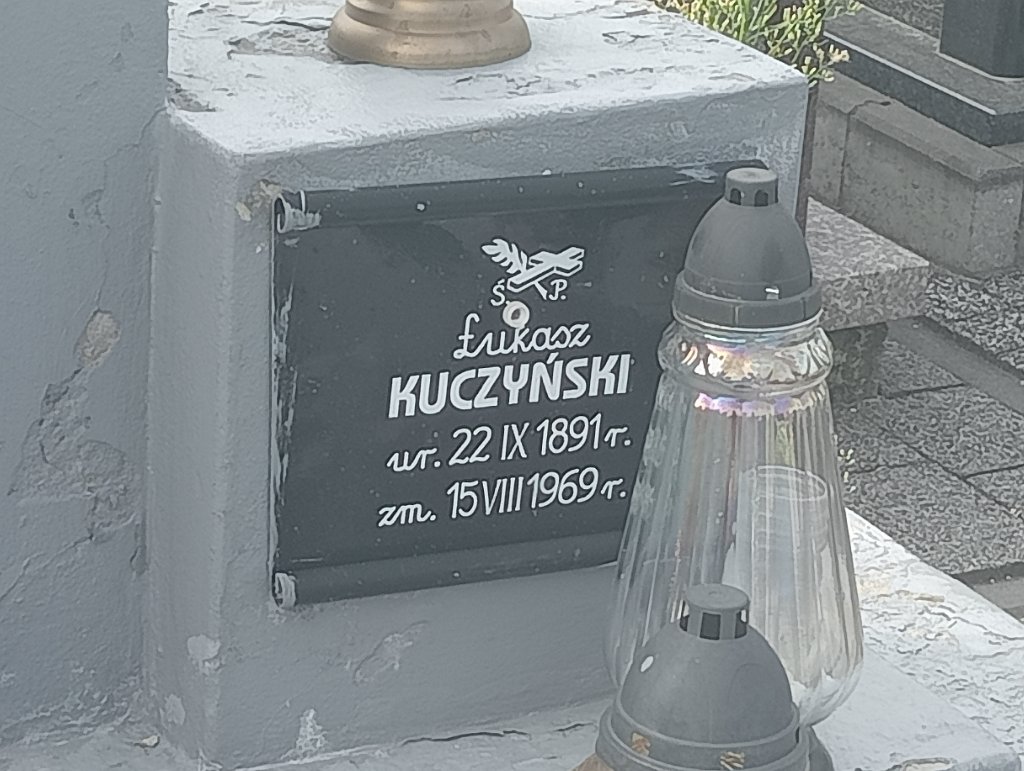 Ś. P.
Łukasz
KUCZYŃSKI
ur. 22 IX 1891 r.
zm. 15 VIII 1969 r.